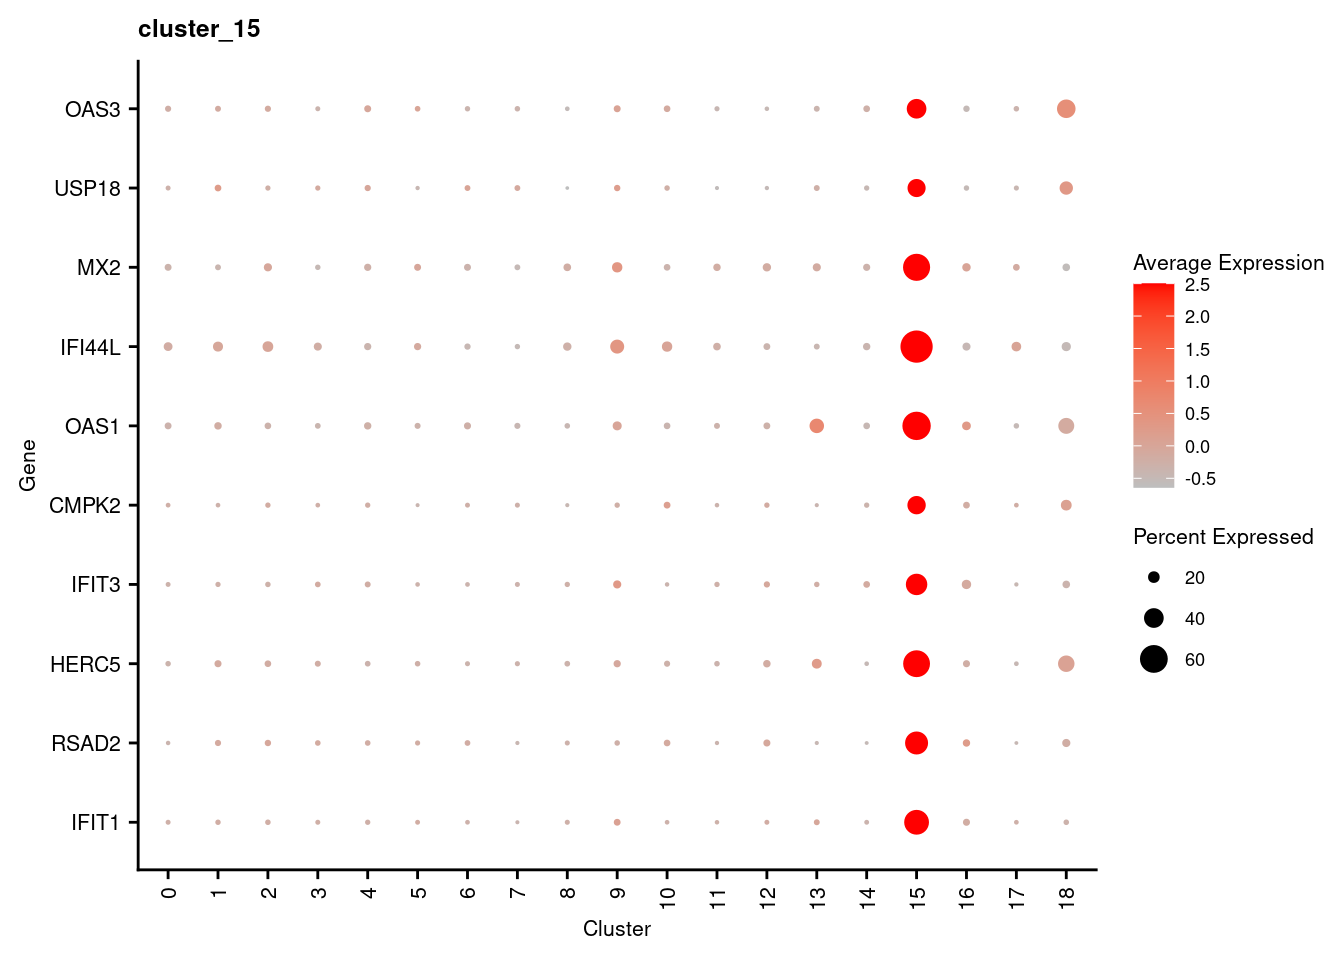 cluster_15
OAS3
USP18
MX2
IFI44L
OAS1
CMPK2
IFIT3
HERC5
RSAD2
IFIT1
Gene
0 1 2 3 4 5 6 7 8 9 10 11 12 13 14 15 16 17 18
Cluster
Average Expression
2.5
2.0
1.5
1.0
0.5
0.0
-0.5
Percent Expressed
20
40
60